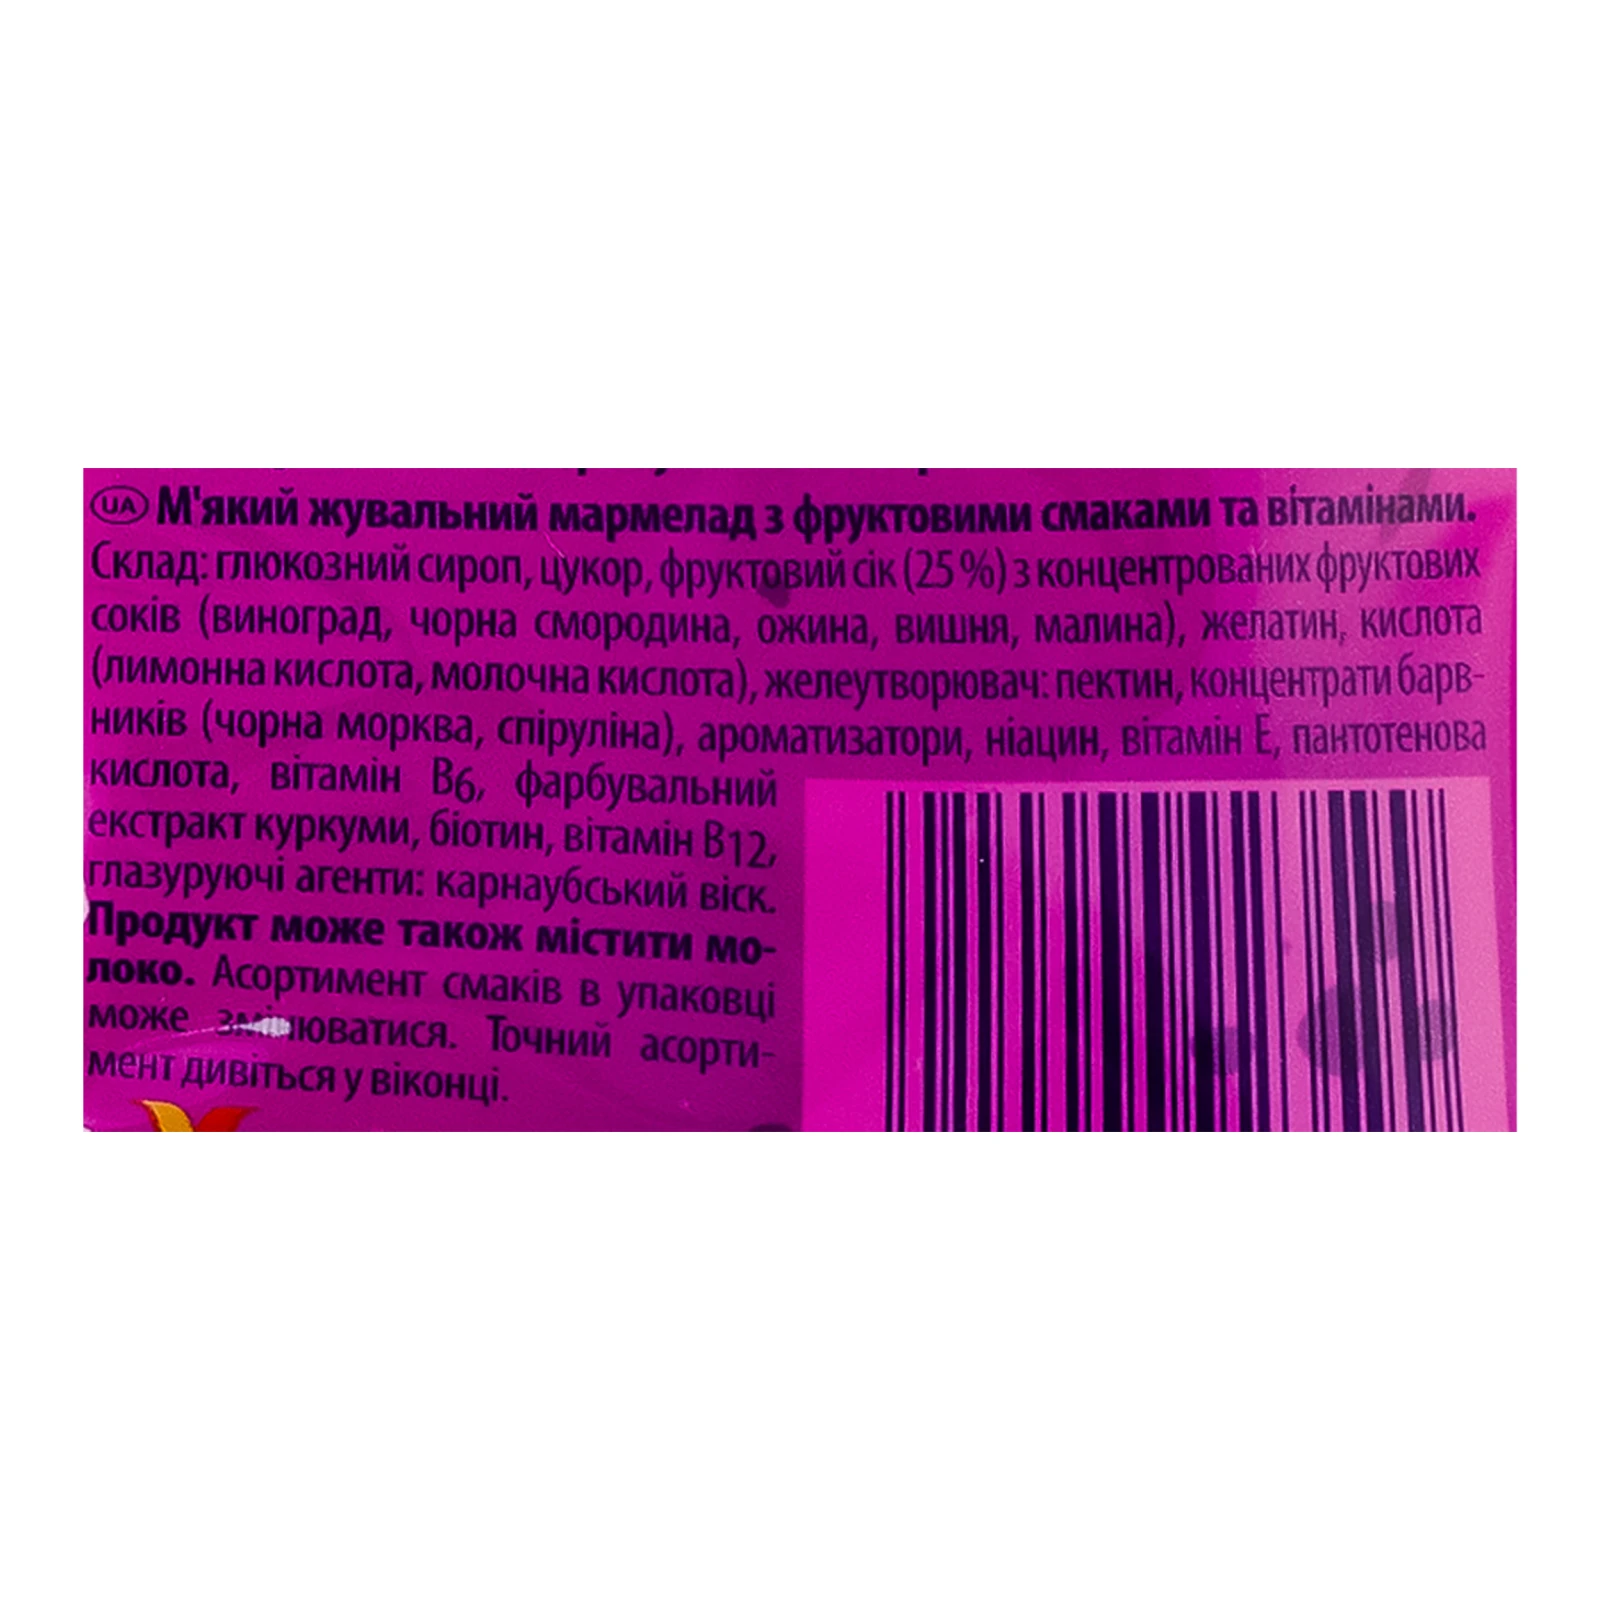 UA М'який жувальний мармелад з фруктовими смаками та вітамінами.
Склад: глюкозний сироп, цукор, фруктовий сік (25 %) з концентрованих фруктових
соків (виноград, чорна смородина, ожина, вишня, малина), желатин, кислота
(лимонна кислота, молочна кислота), желеутворювач: пектин, концентрати барв-
ників (чорна морква, спіруліна), ароматизатори, ніацин, вітамін Е, пантотенова
кислота, вітамін В6, фарбувальний
екстракт куркуми, біотин, вітамін В12,
глазуруючі агенти: карнаубський віск.
Продукт може також містити мо-
локо. Асортимент смаків в упаковці
може змінюватися. Точний асорти-
мент дивіться у віконці.